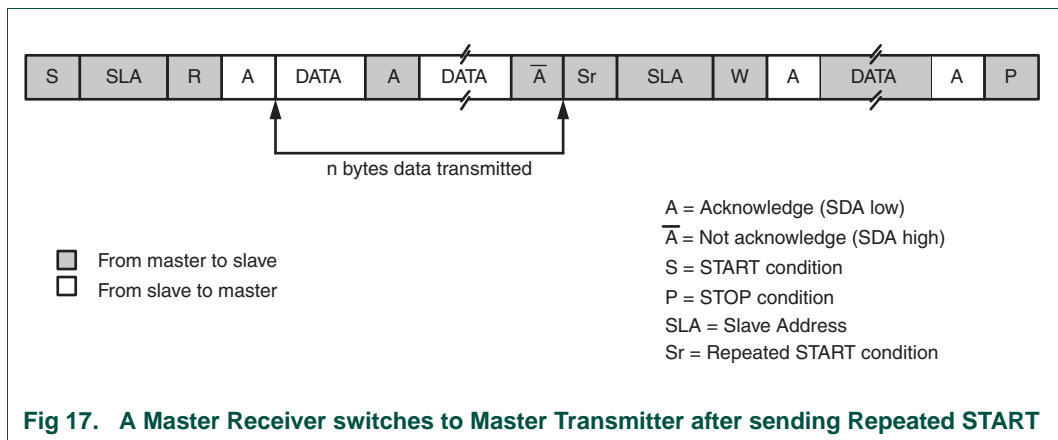 S SLA R A DATA A DATA A̅ Sr SLA W A DATA A P
n bytes data transmitted
From master to slave
From slave to master
A = Acknowledge (SDA low)
A̅ = Not acknowledge (SDA high)
S = START condition
P = STOP condition
SLA = Slave Address
Sr = Repeated START condition
Fig 17. A Master Receiver switches to Master Transmitter after sending Repeated START